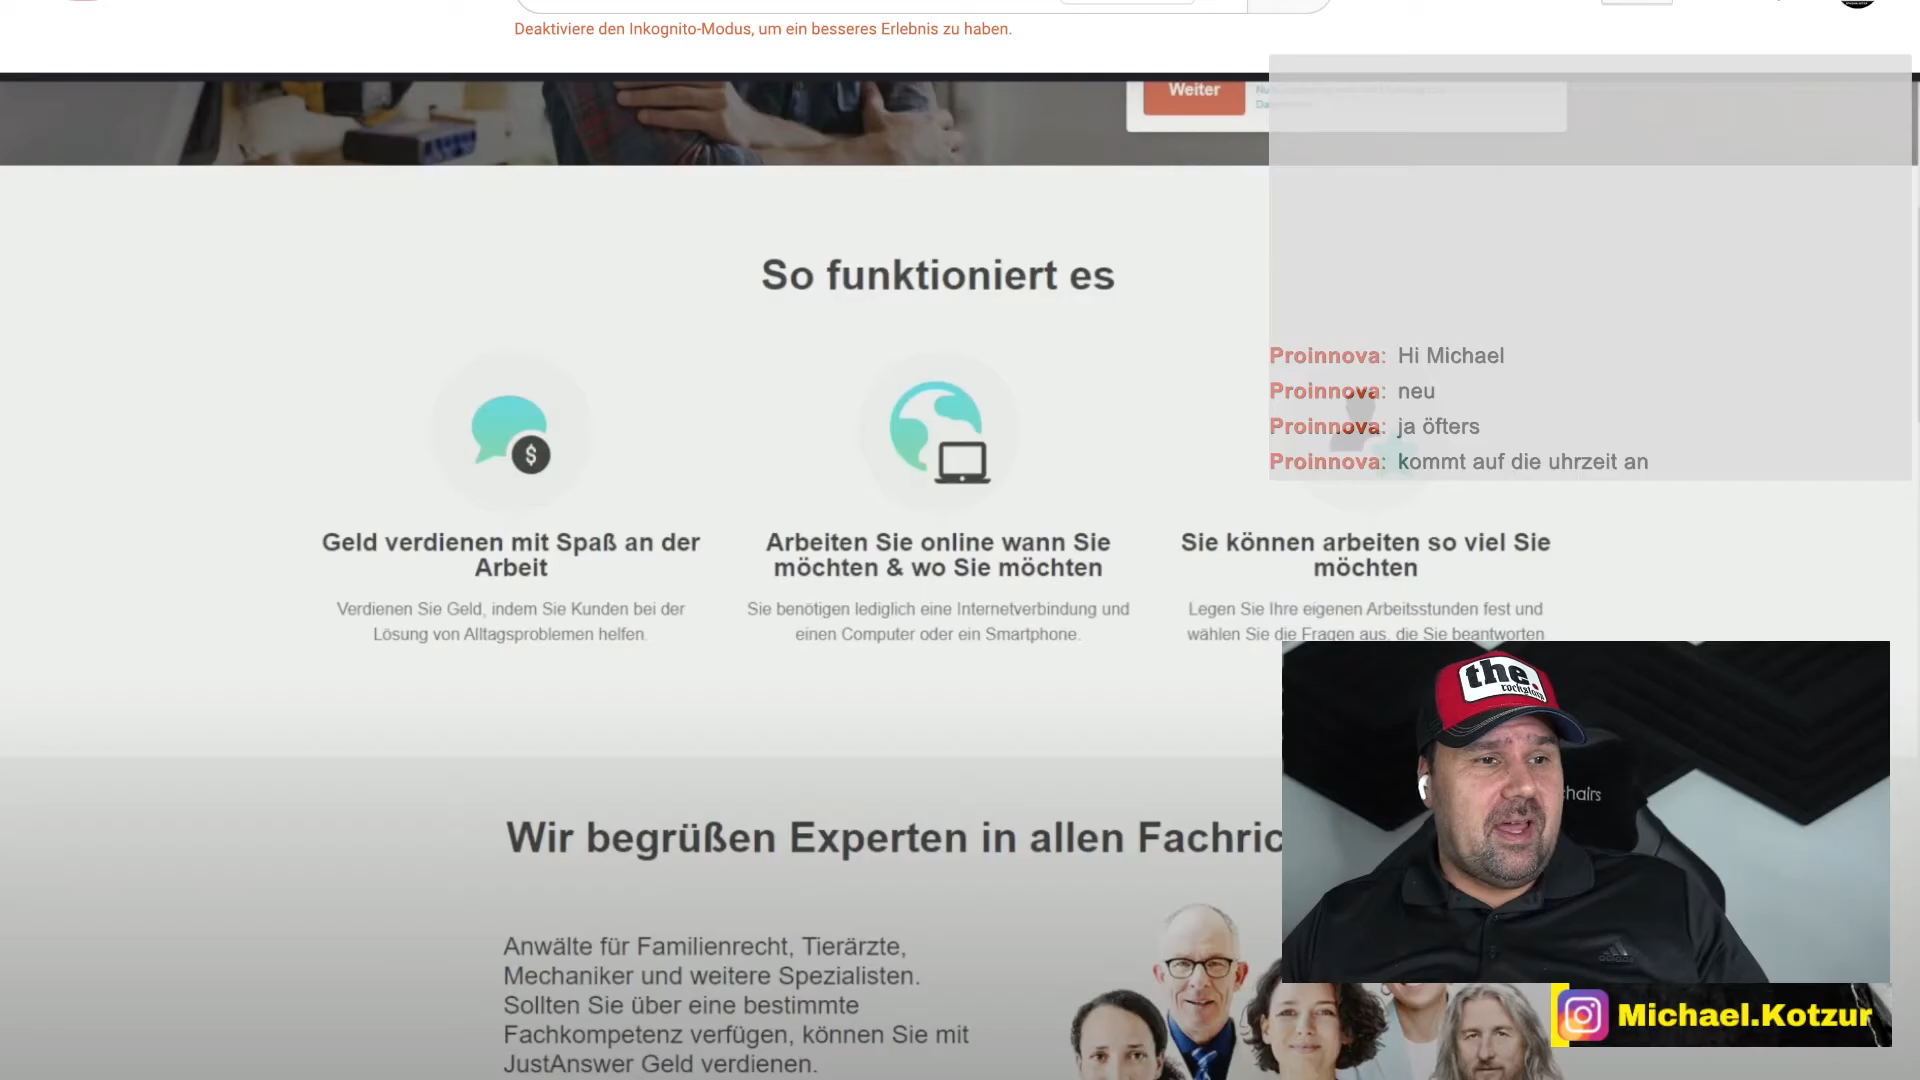 Deaktiviere den Inkognito-Modus, um ein besseres Erlebnis zu haben.
Weiter
So funktioniert es
Proinnova: Hi Michael
Proinnova: neu
Proinnova: ja öfters
Proinnova: kommt auf die uhrzeit an
$
Geld verdienen mit Spaß an der
Arbeit
Verdienen Sie Geld, indem Sie Kunden bei der
Lösung von Alltagsproblemen helfen.
Arbeiten Sie online wann Sie
möchten & wo Sie möchten
Sie benötigen lediglich eine Internetverbindung und
einen Computer oder ein Smartphone.
Sie können arbeiten so viel Sie
möchten
Legen Sie Ihre eigenen Arbeitsstunden fest und
wählen Sie die Fragen aus, die Sie beantworten
the.
chairs
adidas
Wir begrüßen Experten in allen Fachric
Anwälte für Familienrecht, Tierärzte,
Mechaniker und weitere Spezialisten.
Sollten Sie über eine bestimmte
Fachkompetenz verfügen, können Sie mit
JustAnswer Geld verdienen.
Michael.Kotzur